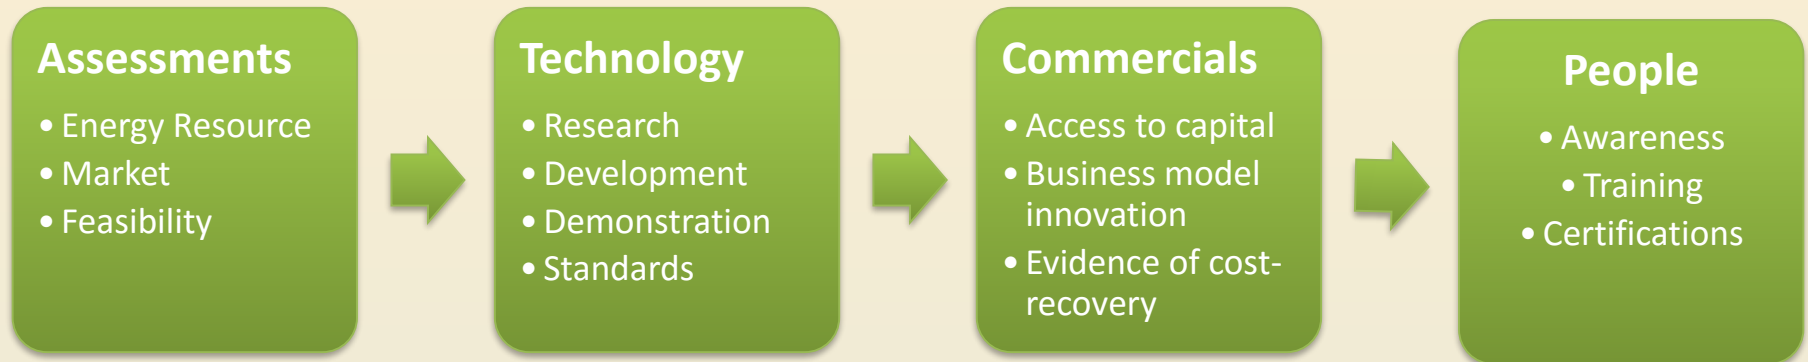 Assessments
• Energy Resource
• Market
• Feasibility
Technology
• Research
• Development
• Demonstration
• Standards
Commercials
• Access to capital
• Business model
innovation
• Evidence of cost-
recovery
People
• Awareness
• Training
• Certifications